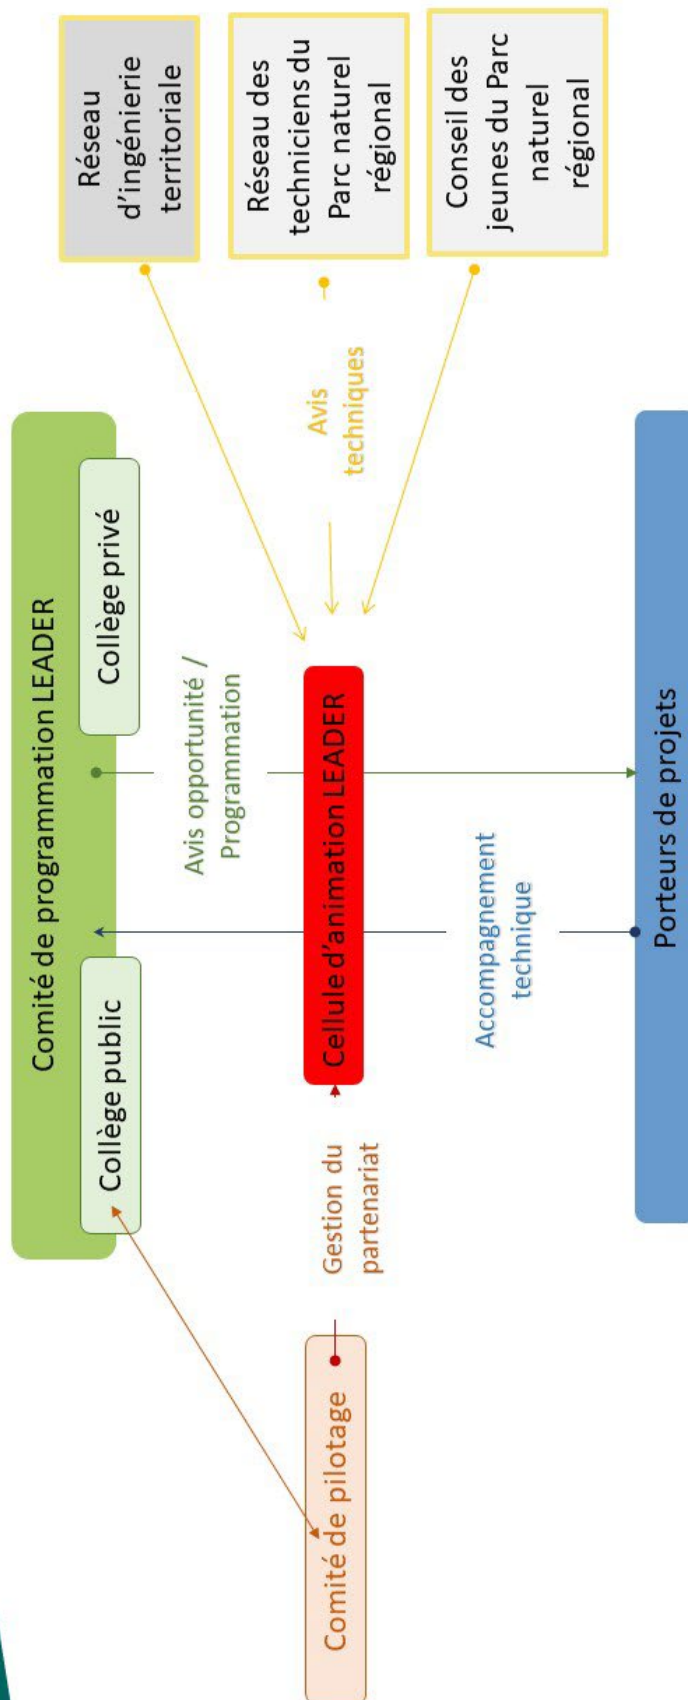 Comité de programmation LEADER
Collège public
Collège privé
Avis opportunité /
Programmation
Réseau
d'ingénierie
territoriale
Comité de pilotage
Gestion du
partenariat
Cellule d'animation LEADER
Avis
techniques
Réseau des
techniciens du
Parc naturel
régional
Accompagnement
technique
Conseil des
jeunes du Parc
naturel
régional
Porteurs de projets